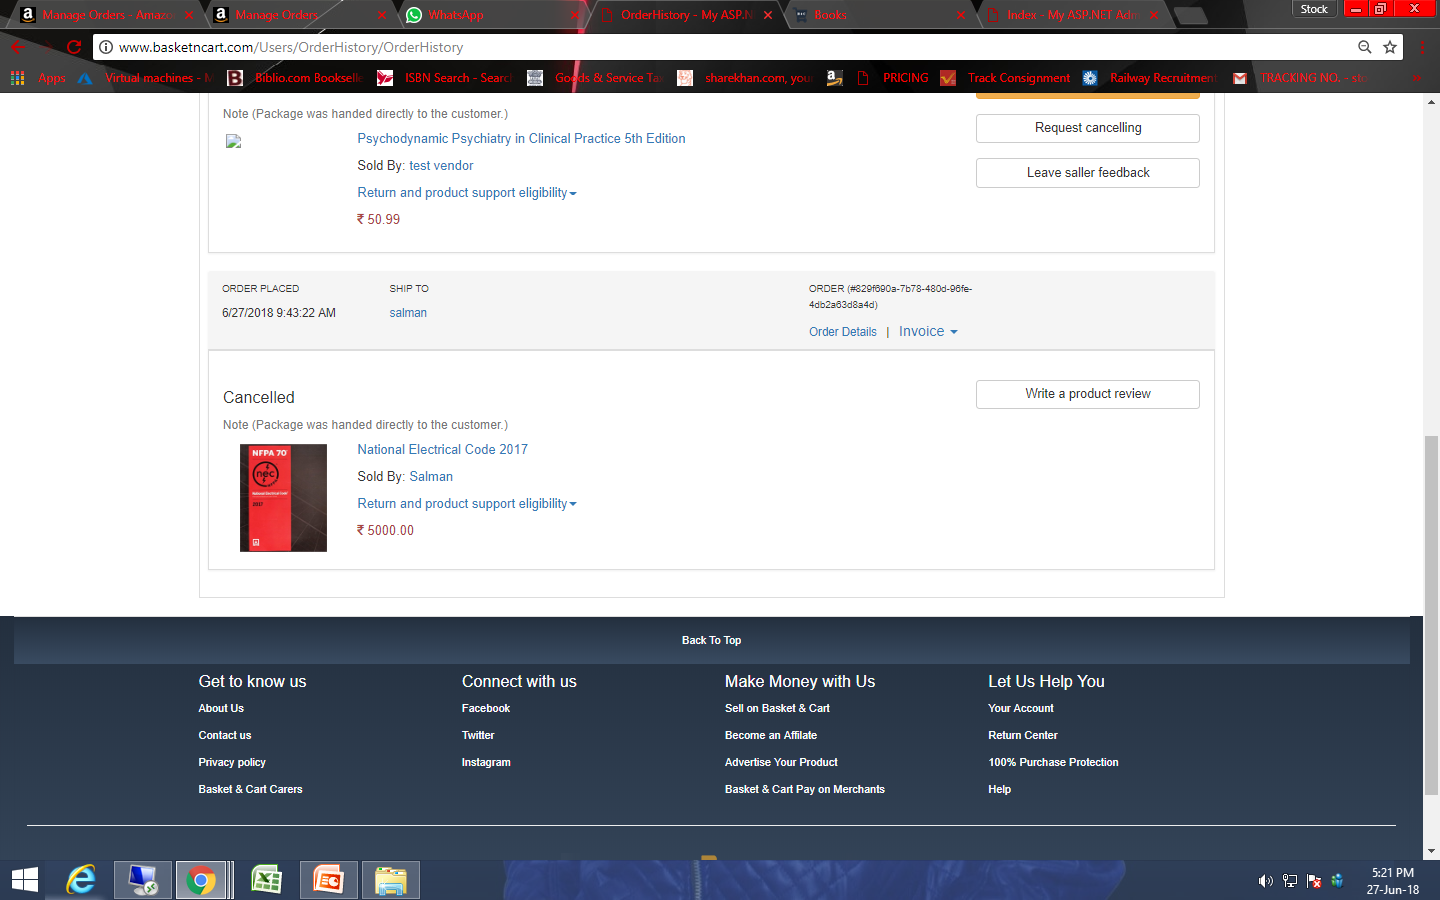 Manage Orders - Amazo
Manage Orders
WhatsApp
OrderHistory - My ASP.N
Books
Index - My ASP.NET Adm
Stock
www.basketncart.com/Users/OrderHistory/OrderHistory
Apps
Virtual machines - M
Biblio.com Bookselle
ISBN Search - Searc
Goods & Service Tax
sharekhan.com, your
PRICING
Track Consignment
Railway Recruitment
TRACKING NO. - sto
Note (Package was handed directly to the customer.)
Psychodynamic Psychiatry in Clinical Practice 5th Edition
Sold By: test vendor
Return and product support eligibility
₹ 50.99
Request cancelling
Leave saller feedback
ORDER PLACED
6/27/2018 9:43:22 AM
SHIP TO
salman
ORDER (#829f690a-7b78-480d-96fe-
4db2a63d8a4d)
Order Details | Invoice
Cancelled
Note (Package was handed directly to the customer.)
NFPA 70
nec
National Electrical Code
2017
National Electrical Code 2017
Sold By: Salman
Return and product support eligibility
₹ 5000.00
Write a product review
Back To Top
Get to know us
About Us
Contact us
Privacy policy
Basket & Cart Carers
Connect with us
Facebook
Twitter
Instagram
Make Money with Us
Sell on Basket & Cart
Become an Affilate
Advertise Your Product
Basket & Cart Pay on Merchants
Let Us Help You
Your Account
Return Center
100% Purchase Protection
Help
5:21 PM
27-Jun-18